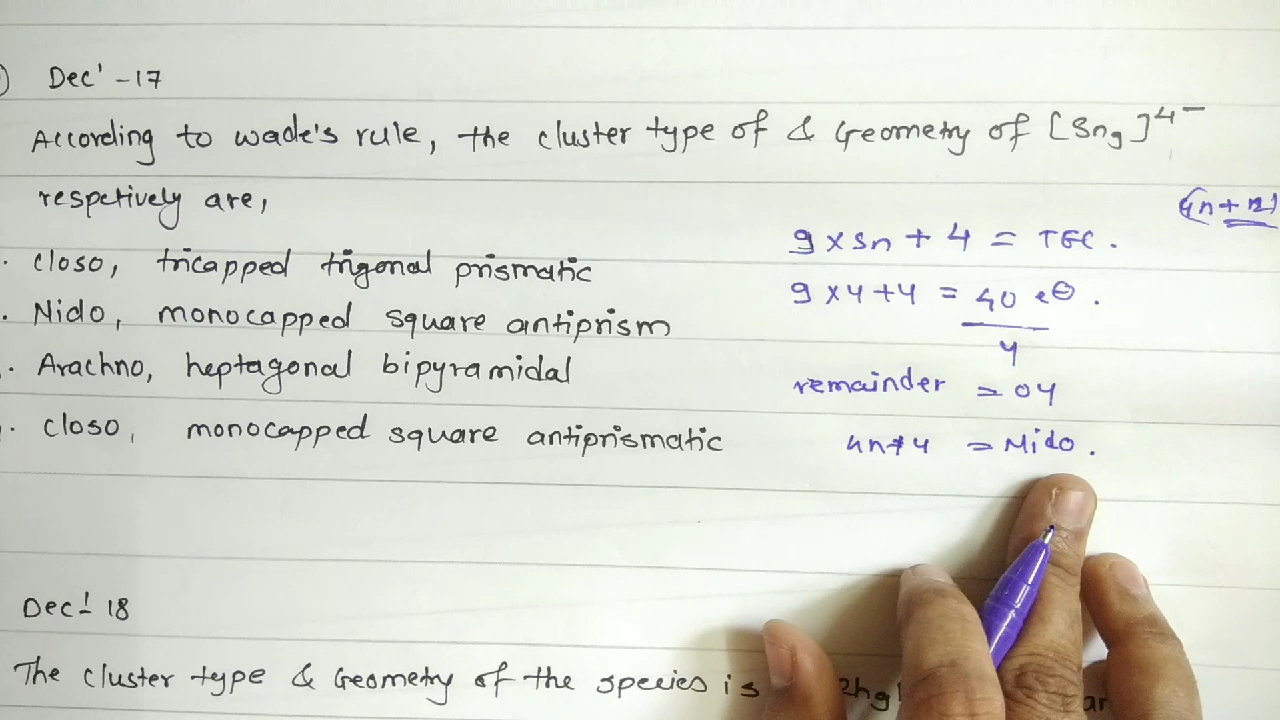 Dec' - 17
According to wade's rule, the cluster type of & Geometry of [Sn9]4-
respetively are,
(4n+2)
closo, tricapped trigonal prismatic
9 x Sn + 4 = TEC.
Nido, monocapped square antiprism
9 x 4 + 4 = 40 e⊖.
4
Arachno, heptagonal bipyramidal
remainder = 04
closo, monocapped square antiprismatic
4n+4 = Nido.
Dec! 18
The cluster type & Geometry of the species is